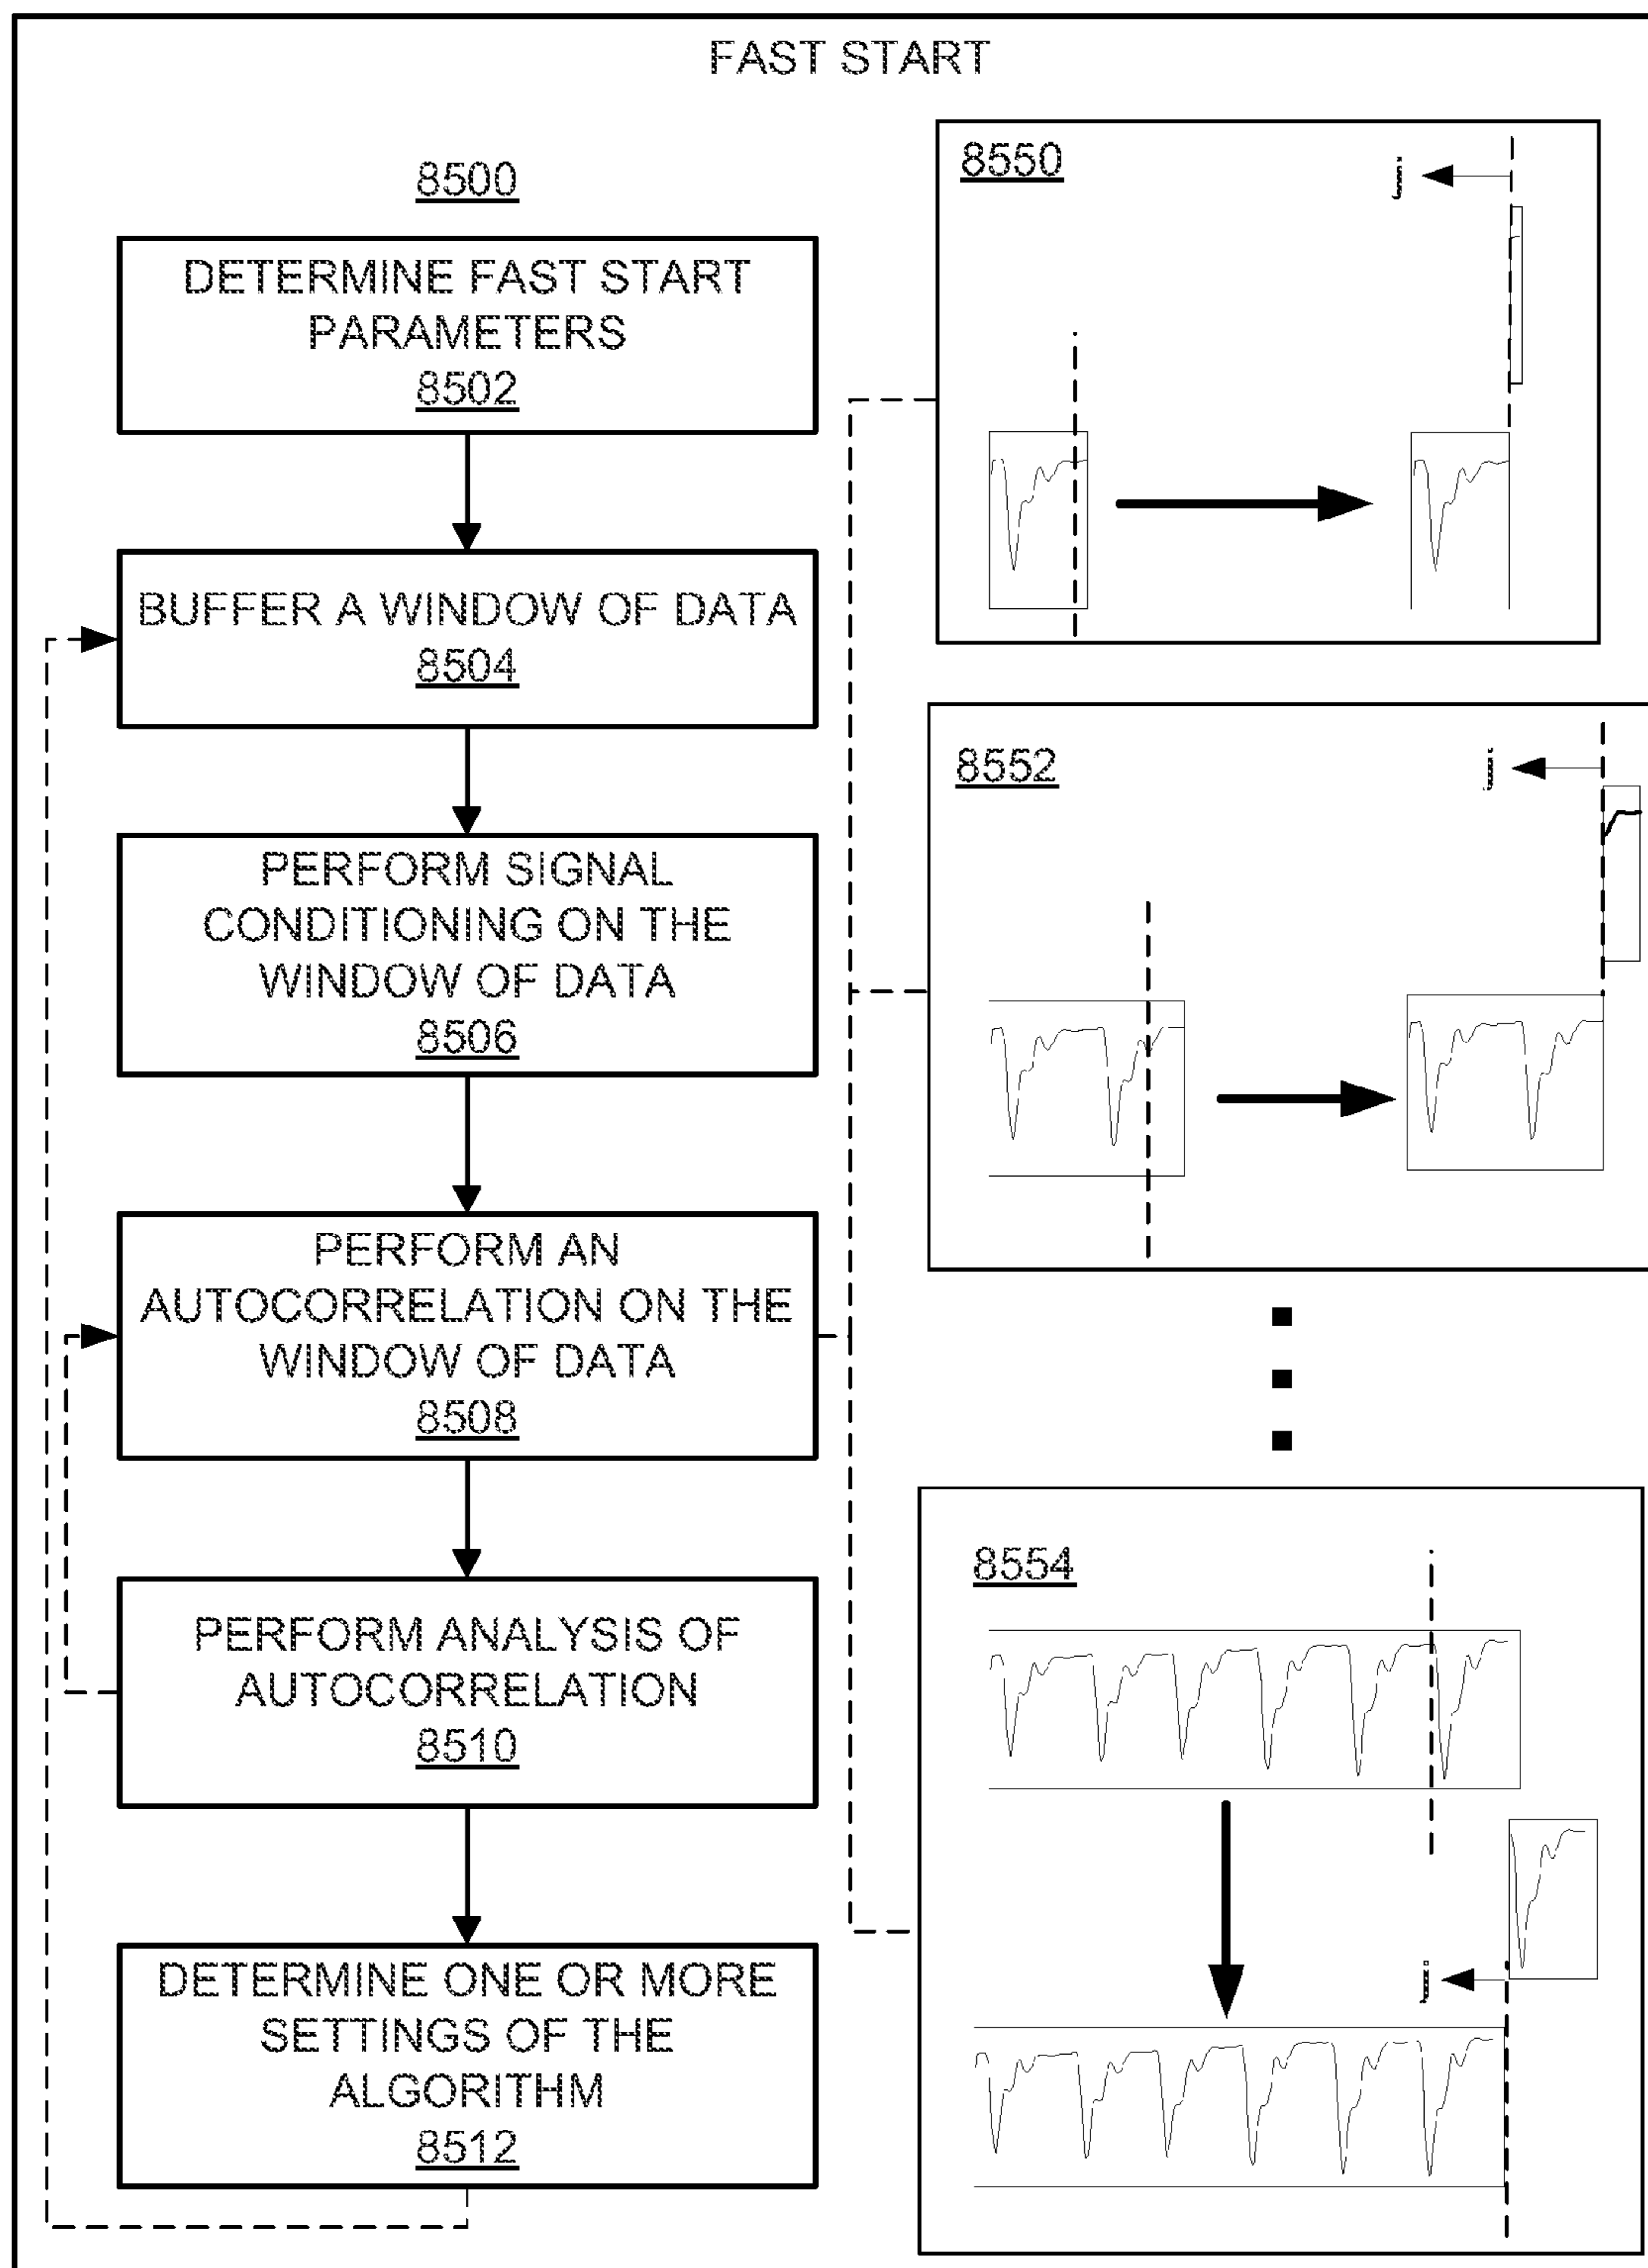 FAST START
8500
DETERMINE FAST START
PARAMETERS
8502
BUFFER A WINDOW OF DATA
8504
PERFORM SIGNAL
CONDITIONING ON THE
WINDOW OF DATA
8506
PERFORM AN
AUTOCORRELATION ON THE
WINDOW OF DATA
8508
PERFORM ANALYSIS OF
AUTOCORRELATION
8510
DETERMINE ONE OR MORE
SETTINGS OF THE
ALGORITHM
8512
8550
j
8552
j
8554
j